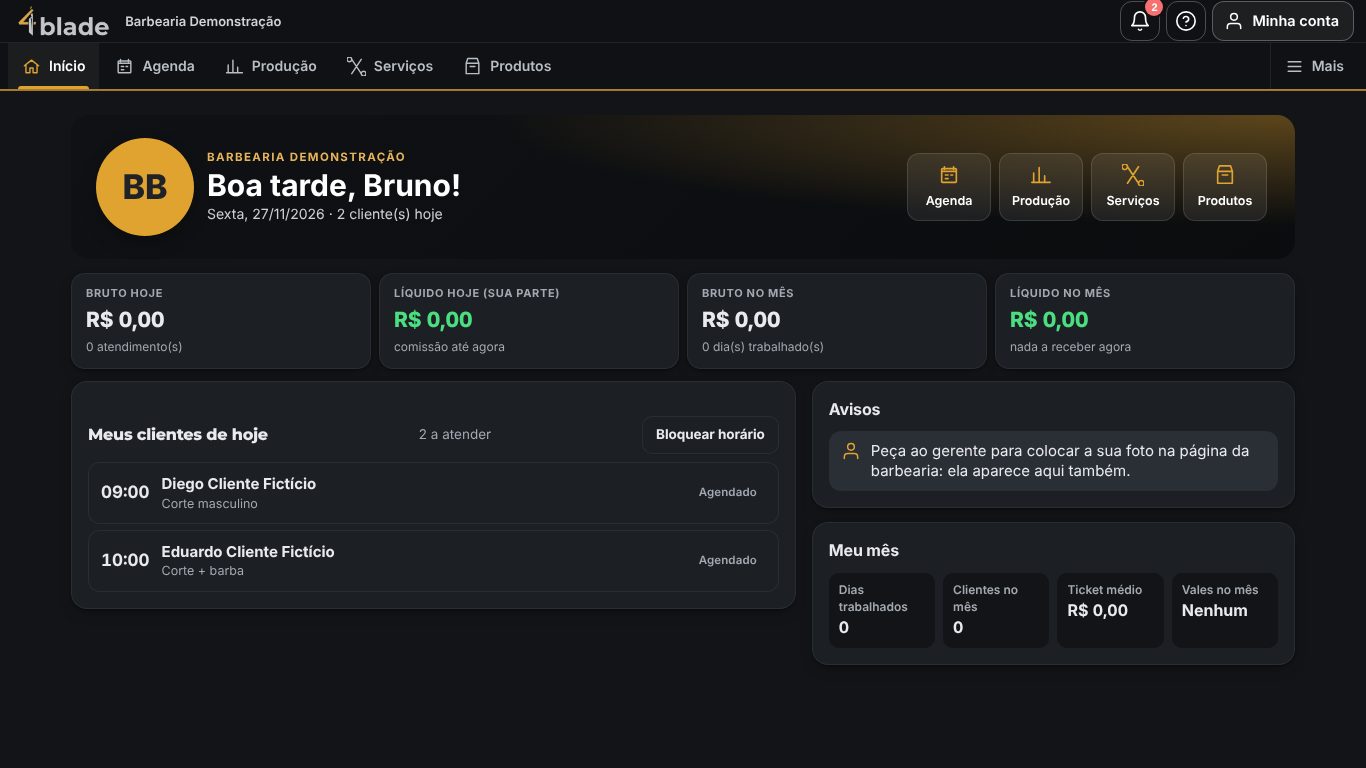 4blade
Barbearia Demonstração
2
Minha conta
Início
Agenda
Produção
Serviços
Produtos
Mais
BB
BARBEARIA DEMONSTRAÇÃO
Boa tarde, Bruno!
Sexta, 27/11/2026 · 2 cliente(s) hoje
Agenda
Produção
Serviços
Produtos
BRUTO HOJE
R$ 0,00
0 atendimento(s)
LÍQUIDO HOJE (SUA PARTE)
R$ 0,00
comissão até agora
BRUTO NO MÊS
R$ 0,00
0 dia(s) trabalhado(s)
LÍQUIDO NO MÊS
R$ 0,00
nada a receber agora
Meus clientes de hoje
2 a atender
Bloquear horário
09:00
Diego Cliente Fictício
Corte masculino
Agendado
10:00
Eduardo Cliente Fictício
Corte + barba
Agendado
Avisos
Peça ao gerente para colocar a sua foto na página da
barbearia: ela aparece aqui também.
Meu mês
Dias
trabalhados
0
Clientes no
mês
0
Ticket médio
R$ 0,00
Vales no mês
Nenhum